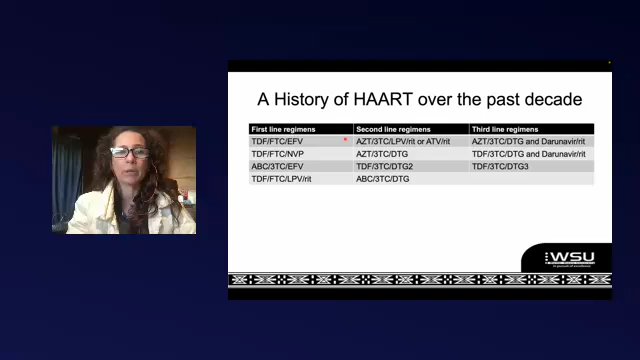 A History of HAART over the past decade
First line regimens Second line regimens Third line regimens
TDF/FTC/EFV AZT/3TC/LPV/rit or ATV/rit AZT/3TC/DTG and Darunavir/rit
TDF/FTC/NVP AZT/3TC/DTG TDF/3TC/DTG and Darunavir/rit
ABC/3TC/EFV TDF/3TC/DTG2 TDF/3TC/DTG3
TDF/FTC/LPV/rit ABC/3TC/DTG
WSU